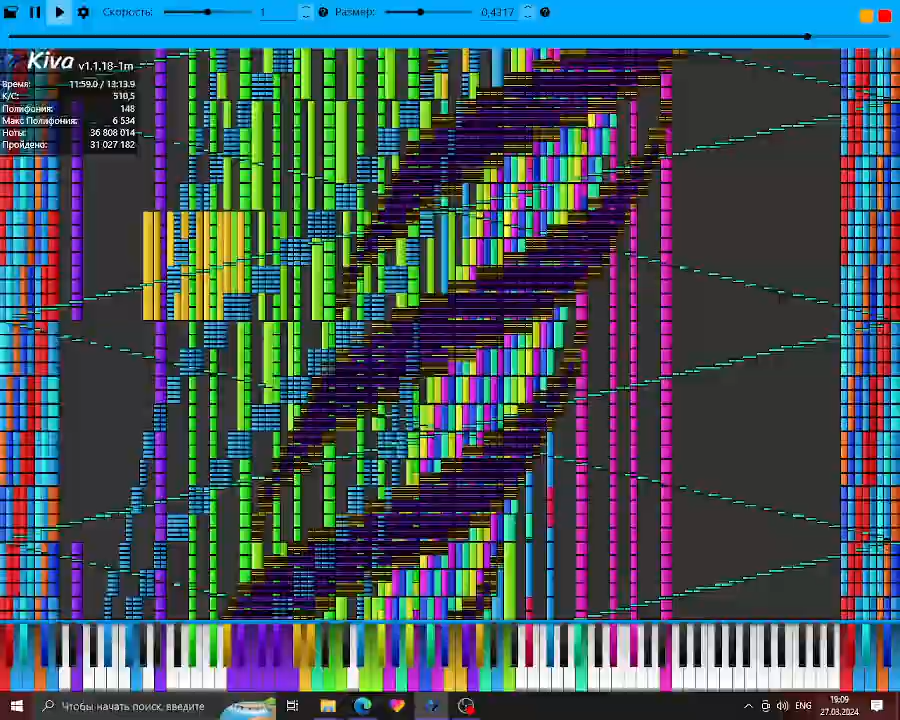 Скорость: 1 Размер: 0,4317
Kiva v1.1.18-1m
Время: 11:59.0 / 13:13.9
К/С: 510,5
Полифония: 148
Макс Полифония: 6 534
Ноты: 36 808 014
Пройдено: 31 027 182
Чтобы начать поиск, введите
ENG
19:09
27.03.2024